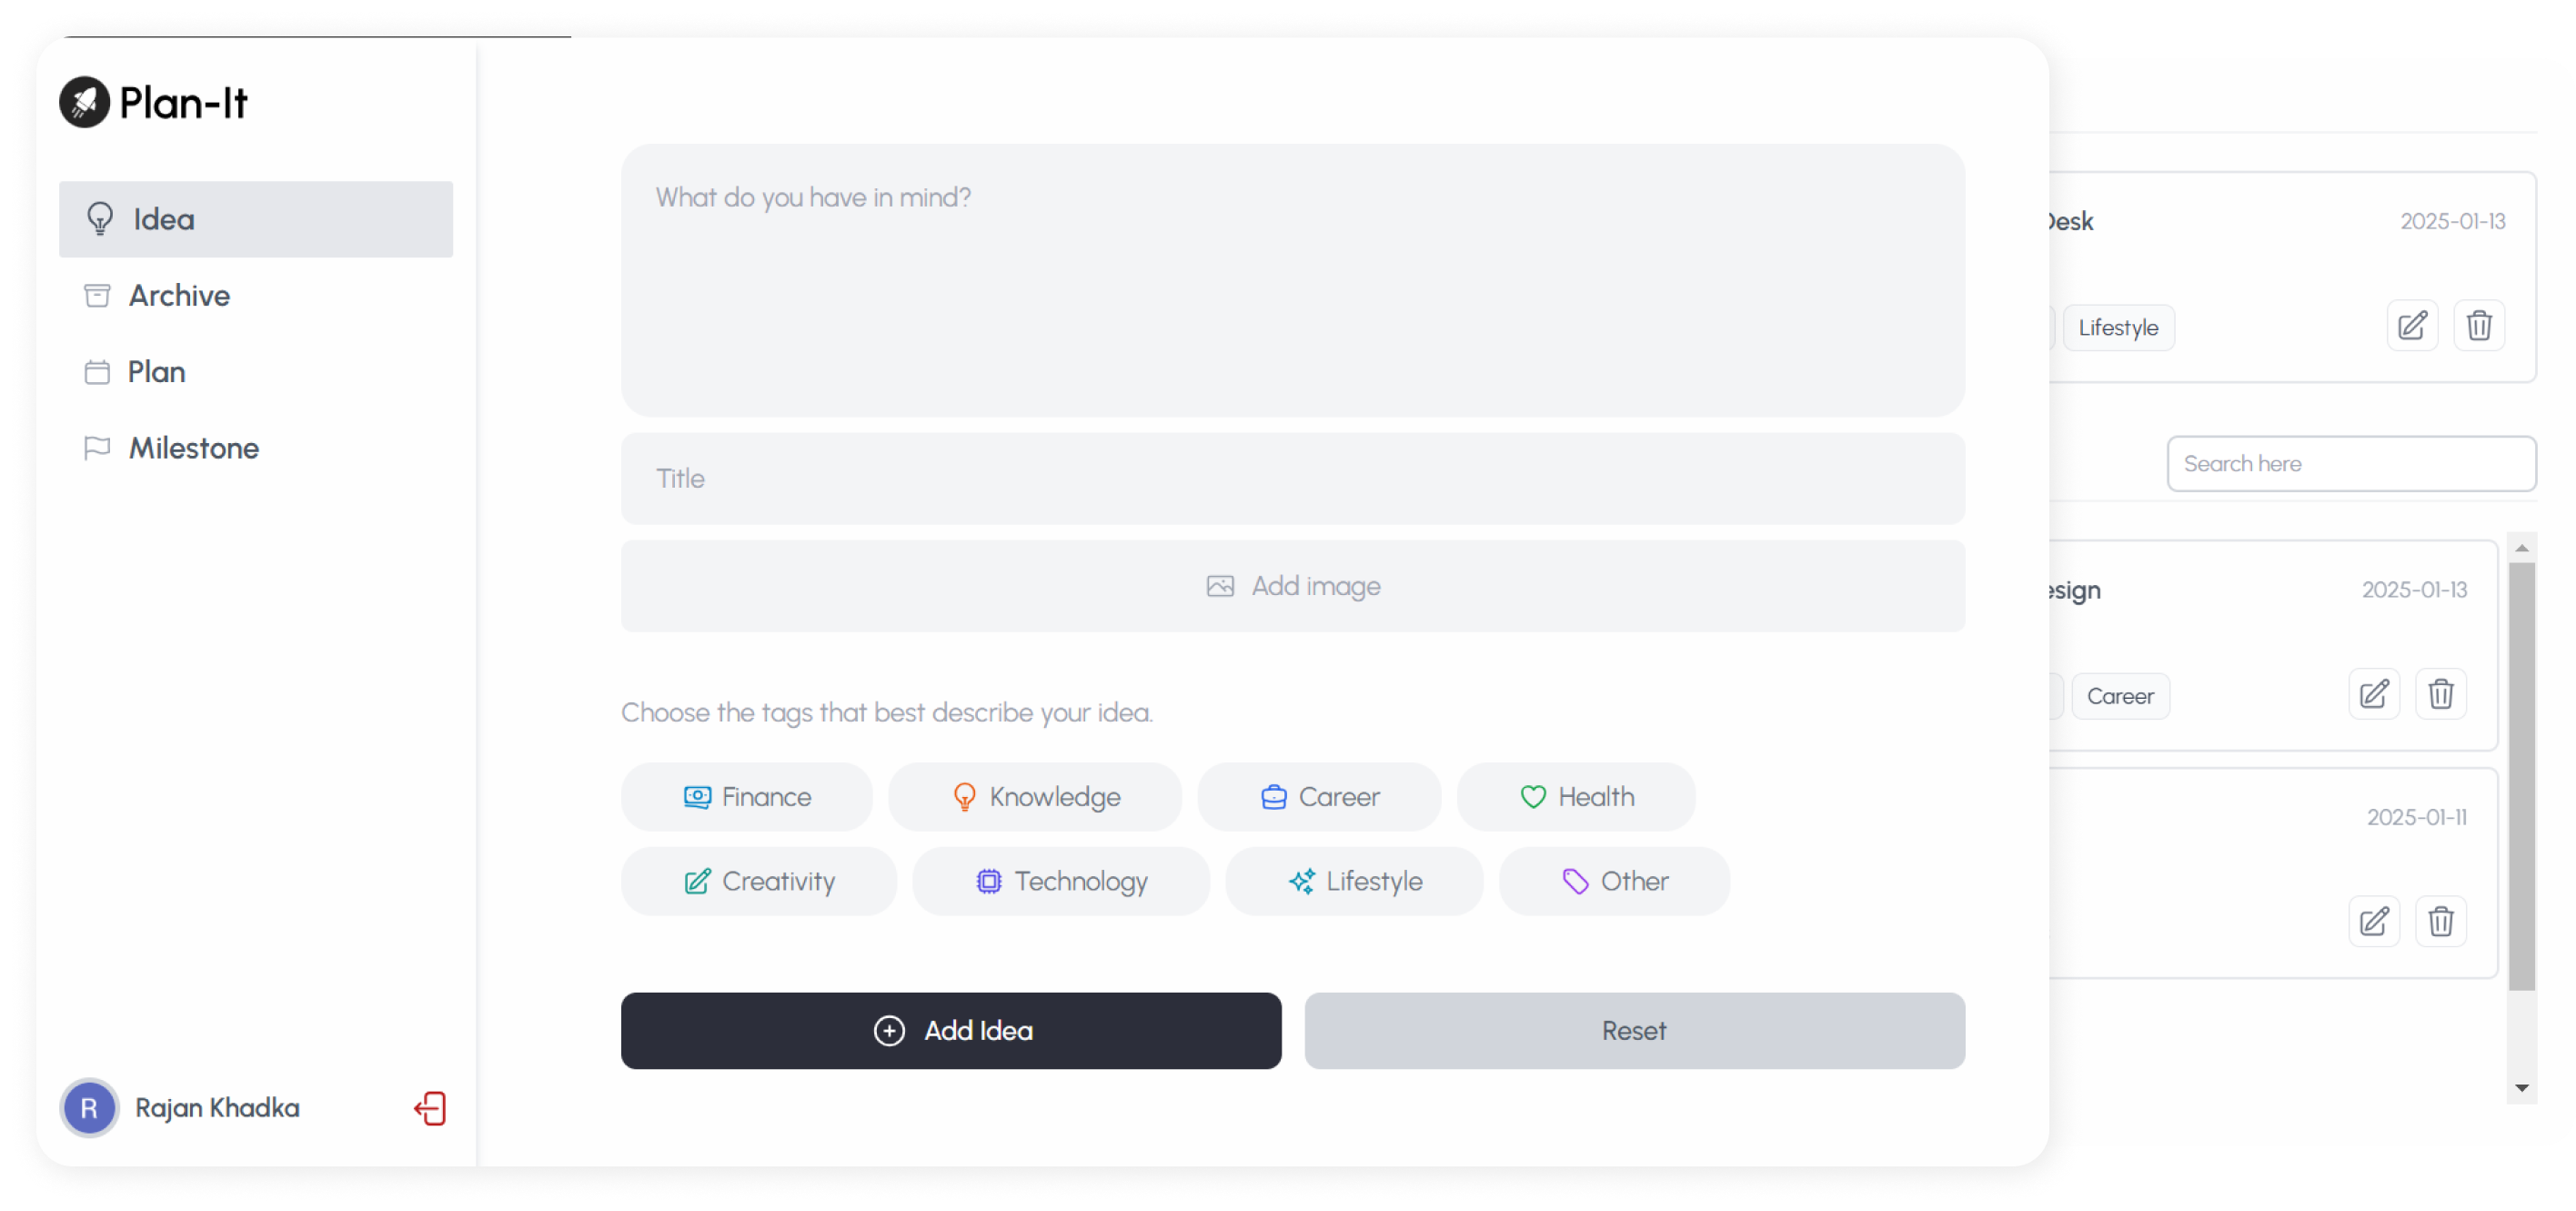 Plan-It
Idea
Archive
Plan
Milestone
R Rajan Khadka
What do you have in mind?
Title
Add image
Choose the tags that best describe your idea.
Finance Knowledge Career Health
Creativity Technology Lifestyle Other
Add Idea Reset
Desk 2025-01-13
Lifestyle
Search here
esign 2025-01-13
Career
2025-01-11